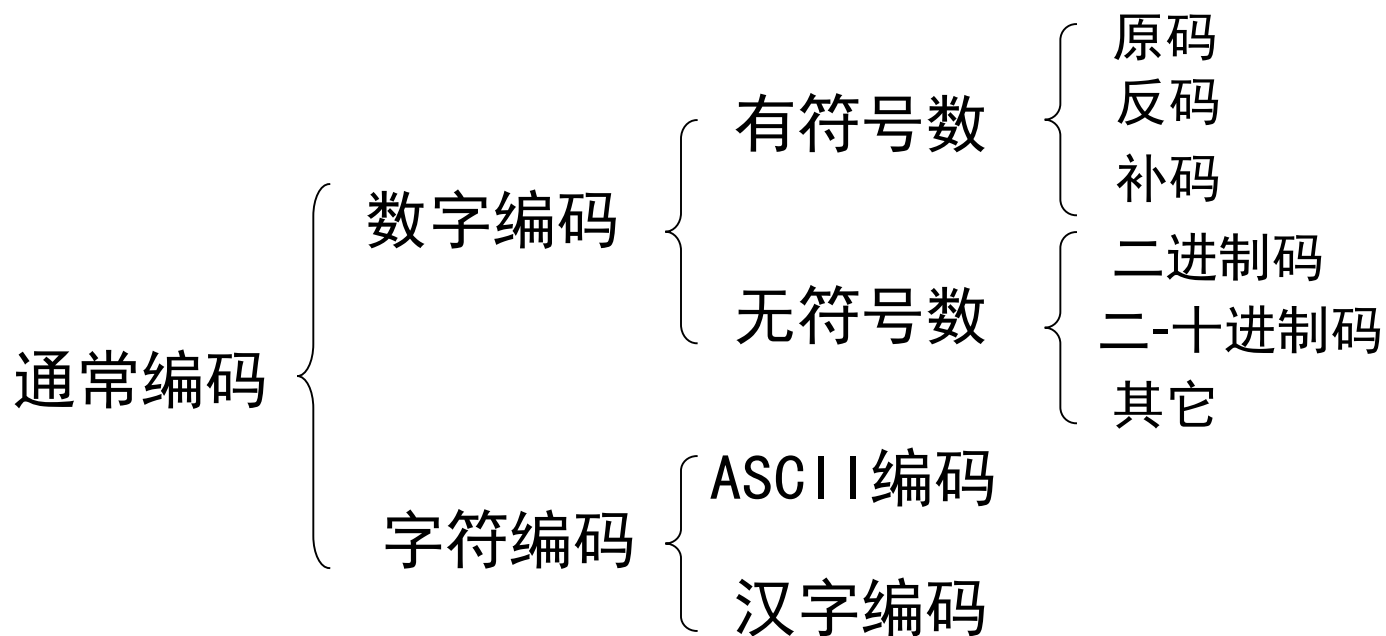 通常编码
数字编码
有符号数
原码
反码
补码
无符号数
二进制码
二-十进制码
其它
字符编码
ASCII编码
汉字编码